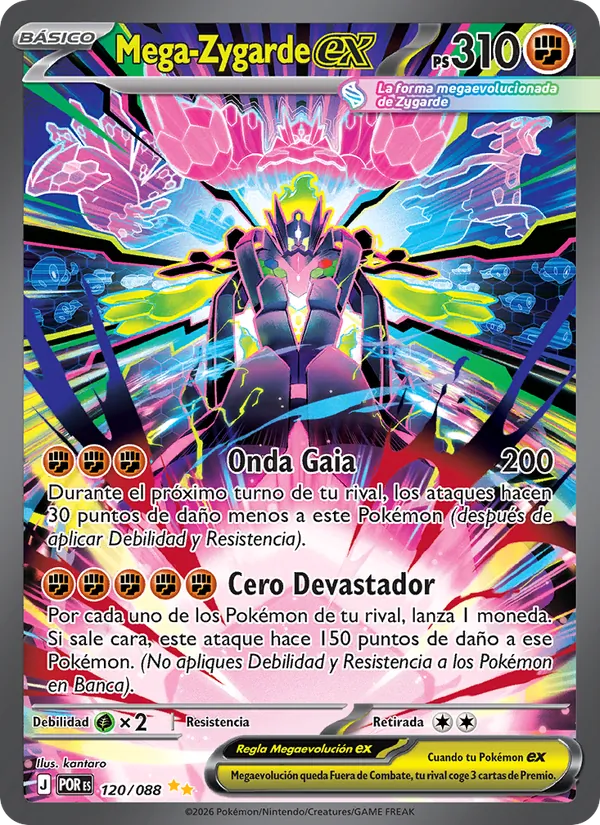 BÁSICO
Mega-Zygarde ex
PS 310
La forma megaevolucionada
de Zygarde
Onda Gaia 200
Durante el próximo turno de tu rival, los ataques hacen
30 puntos de daño menos a este Pokémon (después de
aplicar Debilidad y Resistencia).
Cero Devastador
Por cada uno de los Pokémon de tu rival, lanza 1 moneda.
Si sale cara, este ataque hace 150 puntos de daño a ese
Pokémon. (No apliques Debilidad y Resistencia a los Pokémon
en Banca).
Debilidad ×2 Resistencia Retirada
Regla Megaevolución ex Cuando tu Pokémon ex
Megaevolución queda Fuera de Combate, tu rival coge 3 cartas de Premio.
Ilus. kantaro
J POR ES 120/088
©2026 Pokémon/Nintendo/Creatures/GAME FREAK